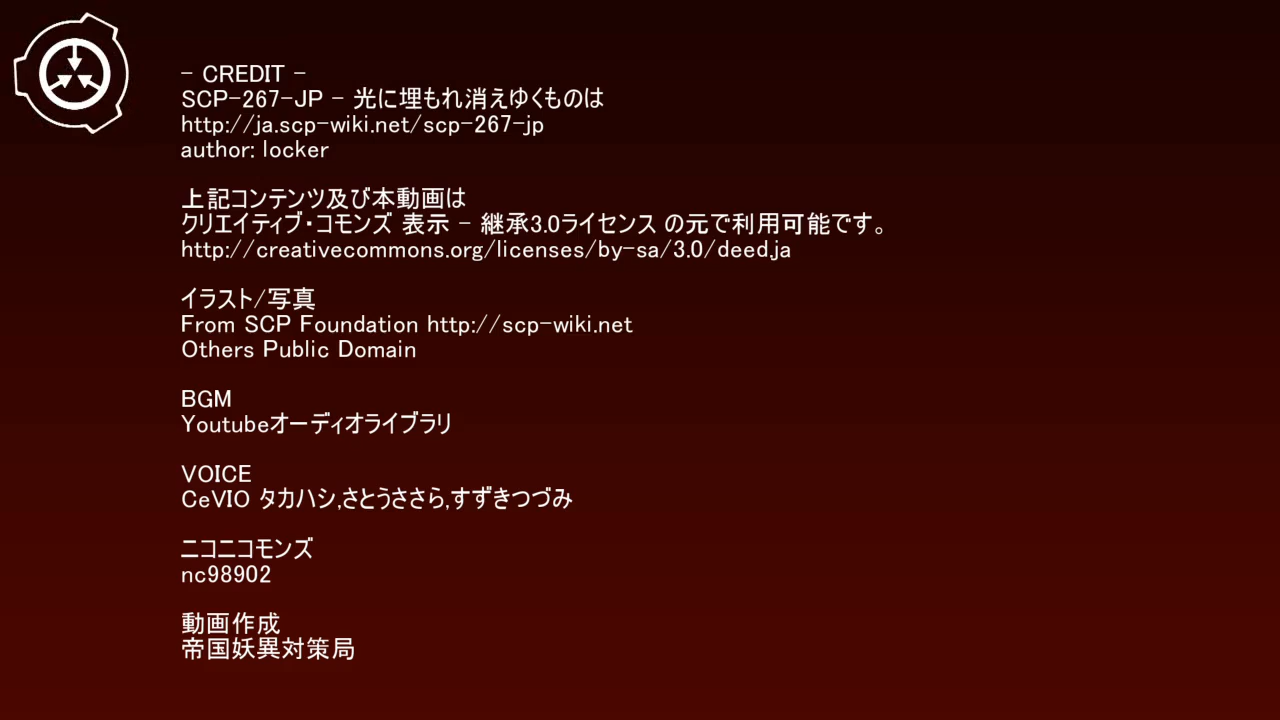 - CREDIT -
SCP-267-JP - 光に埋もれ消えゆくものは
http://ja.scp-wiki.net/scp-267-jp
author: locker
上記コンテンツ及び本動画は
クリエイティブ・コモンズ 表示 - 継承3.0ライセンス の元で利用可能です。
http://creativecommons.org/licenses/by-sa/3.0/deed.ja
イラスト/写真
From SCP Foundation http://scp-wiki.net
Others Public Domain
BGM
Youtubeオーディオライブラリ
VOICE
CeVIO タカハシ,さとうささら,すずきつづみ
ニコニコモンズ
nc98902
動画作成
帝国妖異対策局